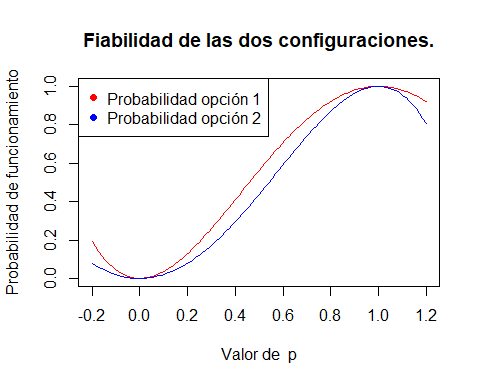 Fiabilidad de las dos configuraciones.
Probabilidad de funcionamiento
1.0
0.8
0.6
0.4
0.2
0.0
Probabilidad opción 1
Probabilidad opción 2
-0.2 0.0 0.2 0.4 0.6 0.8 1.0 1.2
Valor de p